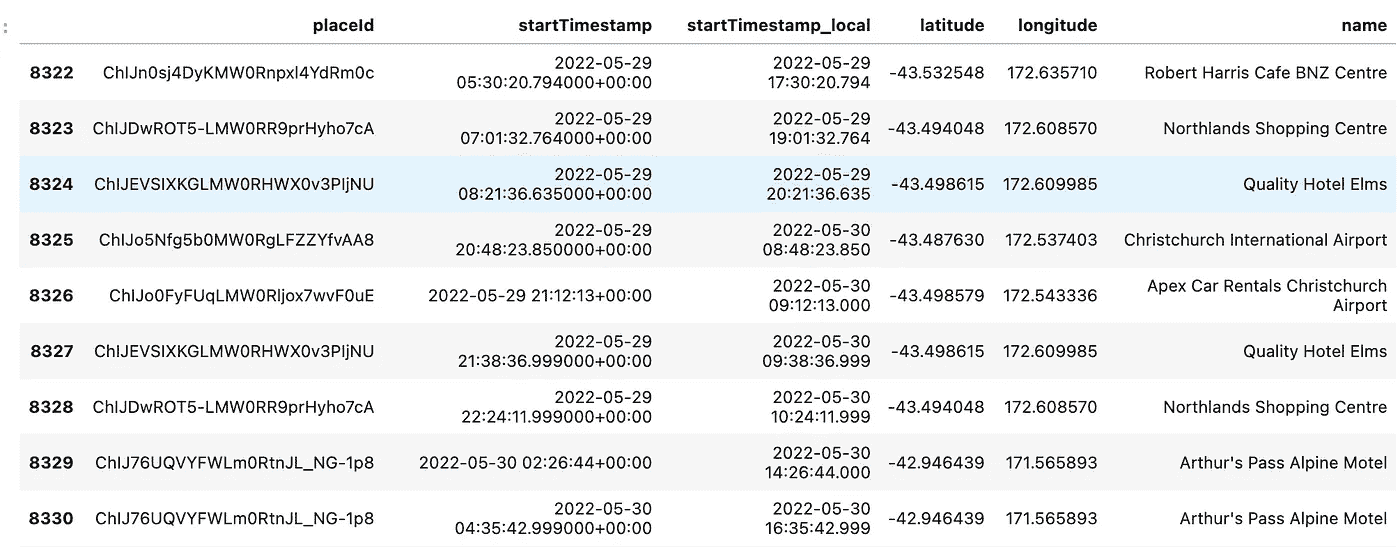 placeId startTimestamp startTimestamp_local latitude longitude name
8322 ChIJn0sj4DyKMW0Rnpxl4YdRm0c 2022-05-29 05:30:20.794000+00:00 2022-05-29 17:30:20.794 -43.532548 172.635710 Robert Harris Cafe BNZ Centre
8323 ChIJDwROT5-LMW0RR9prHyho7cA 2022-05-29 07:01:32.764000+00:00 2022-05-29 19:01:32.764 -43.494048 172.608570 Northlands Shopping Centre
8324 ChIJEVSIXKGLMW0RHWX0v3PljNU 2022-05-29 08:21:36.635000+00:00 2022-05-29 20:21:36.635 -43.498615 172.609985 Quality Hotel Elms
8325 ChIJo5Nfg5b0MW0RgLFZZYfvAA8 2022-05-29 20:48:23.850000+00:00 2022-05-30 08:48:23.850 -43.487630 172.537403 Christchurch International Airport
8326 ChIJo0FyFUqLMW0Rljox7wvF0uE 2022-05-29 21:12:13+00:00 2022-05-30 09:12:13.000 -43.498579 172.543336 Apex Car Rentals Christchurch Airport
8327 ChIJEVSIXKGLMW0RHWX0v3PljNU 2022-05-29 21:38:36.999000+00:00 2022-05-30 09:38:36.999 -43.498615 172.609985 Quality Hotel Elms
8328 ChIJDwROT5-LMW0RR9prHyho7cA 2022-05-29 22:24:11.999000+00:00 2022-05-30 10:24:11.999 -43.494048 172.608570 Northlands Shopping Centre
8329 ChIJ76UQVYFWLm0RtnJL_NG-1p8 2022-05-30 02:26:44+00:00 2022-05-30 14:26:44.000 -42.946439 171.565893 Arthur's Pass Alpine Motel
8330 ChIJ76UQVYFWLm0RtnJL_NG-1p8 2022-05-30 04:35:42.999000+00:00 2022-05-30 16:35:42.999 -42.946439 171.565893 Arthur's Pass Alpine Motel